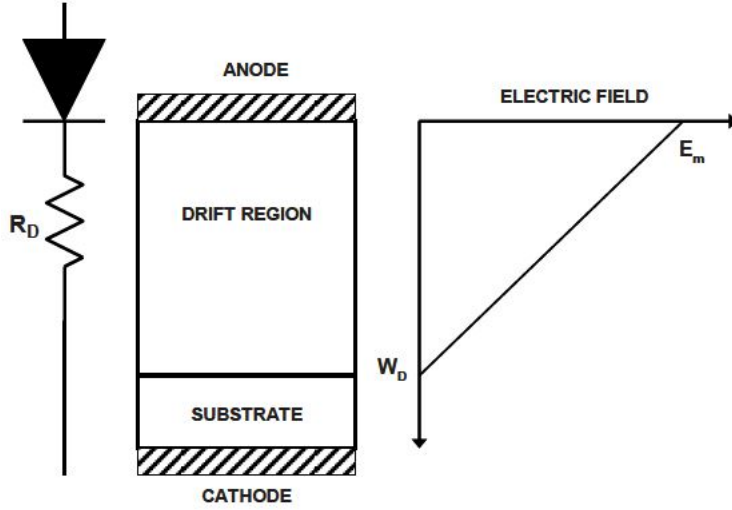 ANODE
ELECTRIC FIELD
E_m
DRIFT REGION
R_D
W_D
SUBSTRATE
CATHODE